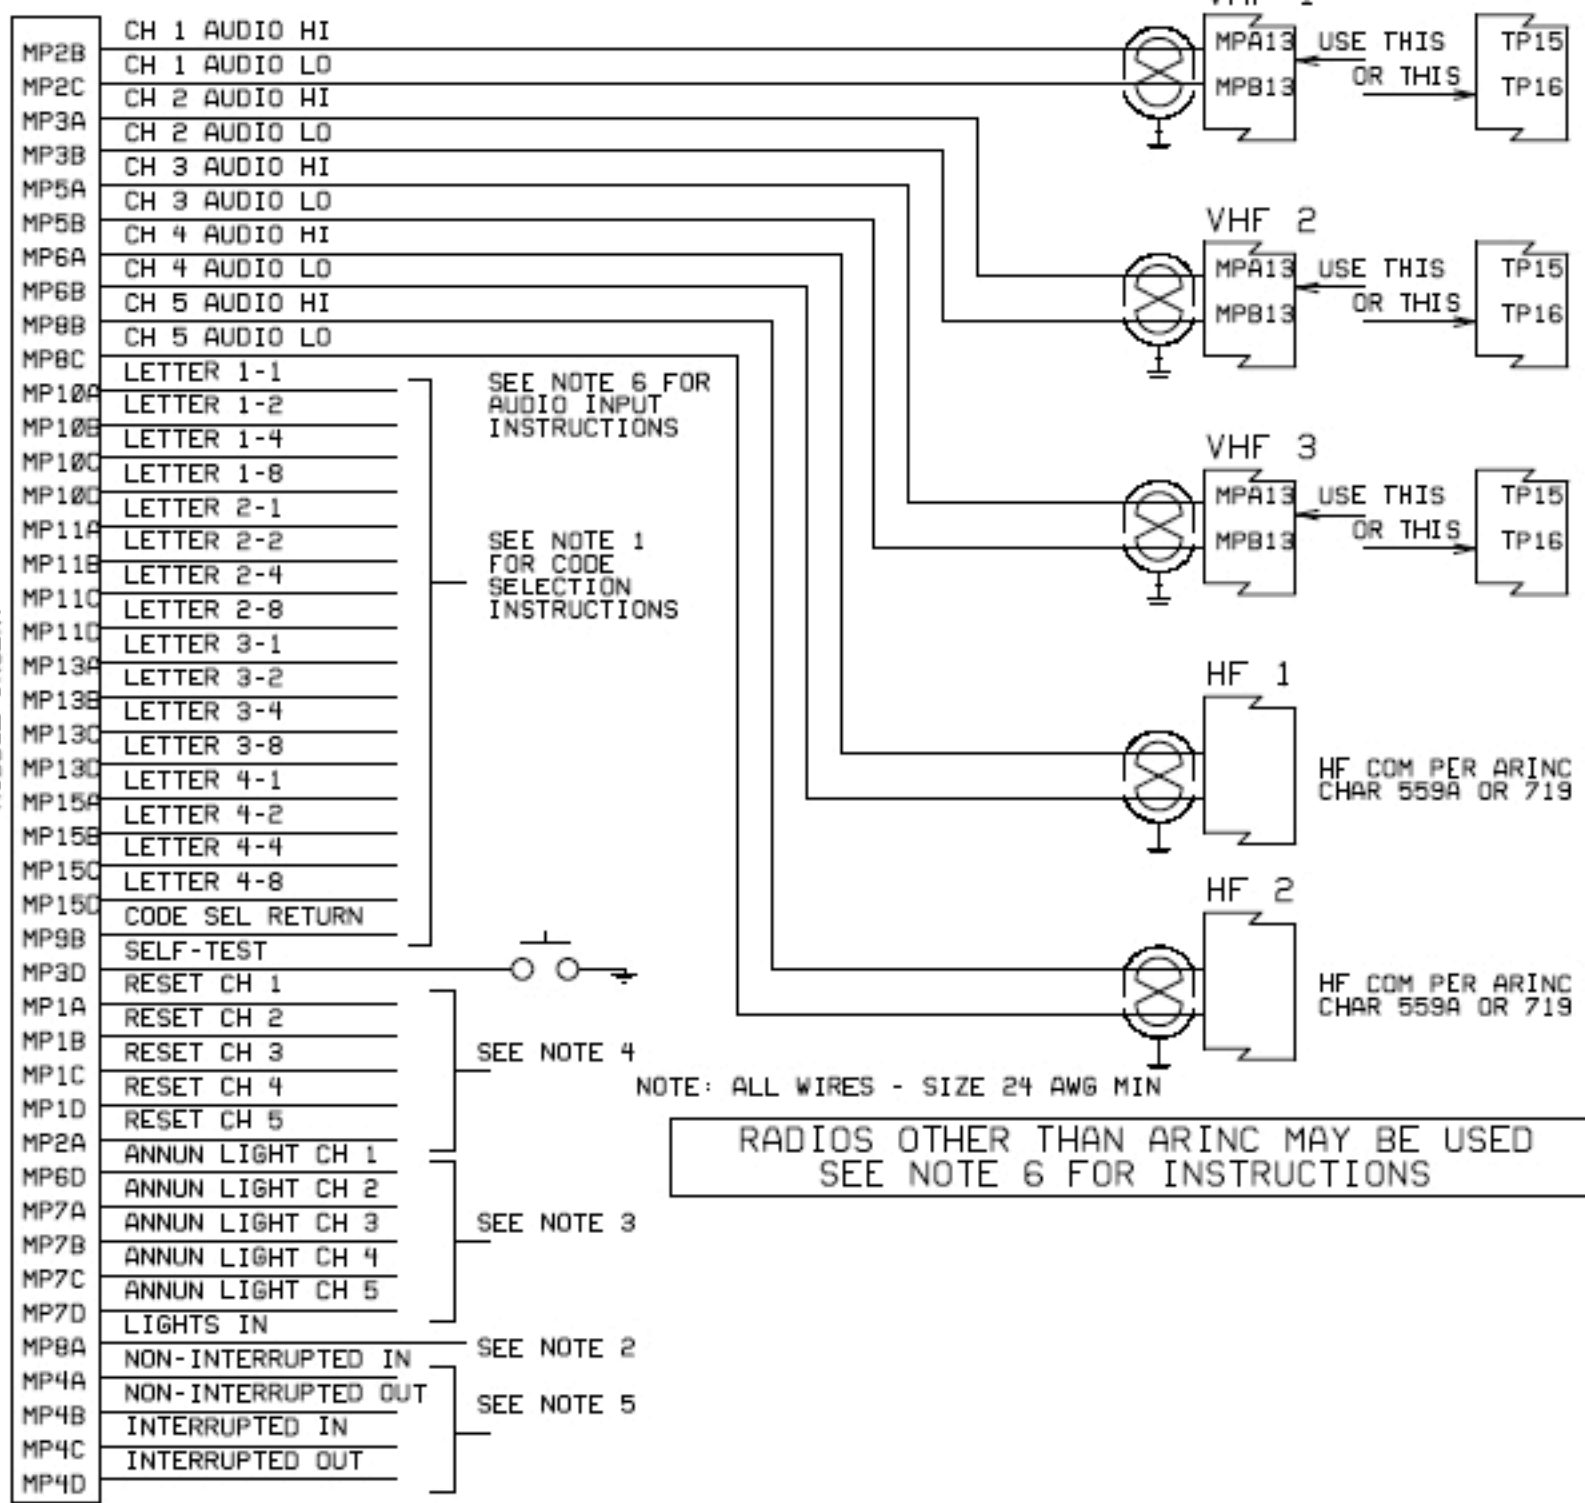 CH 1 AUDIO HI
MP2B
CH 1 AUDIO LO
MP2C
CH 2 AUDIO HI
MP3A
CH 2 AUDIO LO
MP3B
CH 3 AUDIO HI
MP5A
CH 3 AUDIO LO
MP5B
CH 4 AUDIO HI
MP6A
CH 4 AUDIO LO
MP6B
CH 5 AUDIO HI
MP8B
CH 5 AUDIO LO
MP8C
LETTER 1-1
MP10A
LETTER 1-2
MP10B
LETTER 1-4
MP10C
LETTER 1-8
MP10D
LETTER 2-1
MP11A
LETTER 2-2
MP11B
LETTER 2-4
MP11C
LETTER 2-8
MP11D
LETTER 3-1
MP13A
LETTER 3-2
MP13B
LETTER 3-4
MP13C
LETTER 3-8
MP13D
LETTER 4-1
MP15A
LETTER 4-2
MP15B
LETTER 4-4
MP15C
LETTER 4-8
MP15D
CODE SEL RETURN
MP9B
SELF-TEST
MP3D
RESET CH 1
MP1A
RESET CH 2
MP1B
RESET CH 3
MP1C
RESET CH 4
MP1D
RESET CH 5
MP2A
ANNUN LIGHT CH 1
MP6D
ANNUN LIGHT CH 2
MP7A
ANNUN LIGHT CH 3
MP7B
ANNUN LIGHT CH 4
MP7C
ANNUN LIGHT CH 5
MP7D
LIGHTS IN
MP8A
NON-INTERRUPTED IN
MP4A
NON-INTERRUPTED OUT
MP4B
INTERRUPTED IN
MP4C
INTERRUPTED OUT
MP4D
SEE NOTE 6 FOR
AUDIO INPUT
INSTRUCTIONS
SEE NOTE 1
FOR CODE
SELECTION
INSTRUCTIONS
SEE NOTE 4
SEE NOTE 3
SEE NOTE 2
SEE NOTE 5
VHF 1
MPA13 USE THIS TP15
MPB13 OR THIS TP16
VHF 2
MPA13 USE THIS TP15
MPB13 OR THIS TP16
VHF 3
MPA13 USE THIS TP15
MPB13 OR THIS TP16
HF 1
HF COM PER ARINC
CHAR 559A OR 719
HF 2
HF COM PER ARINC
CHAR 559A OR 719
NOTE: ALL WIRES - SIZE 24 AWG MIN
RADIOS OTHER THAN ARINC MAY BE USED
SEE NOTE 6 FOR INSTRUCTIONS